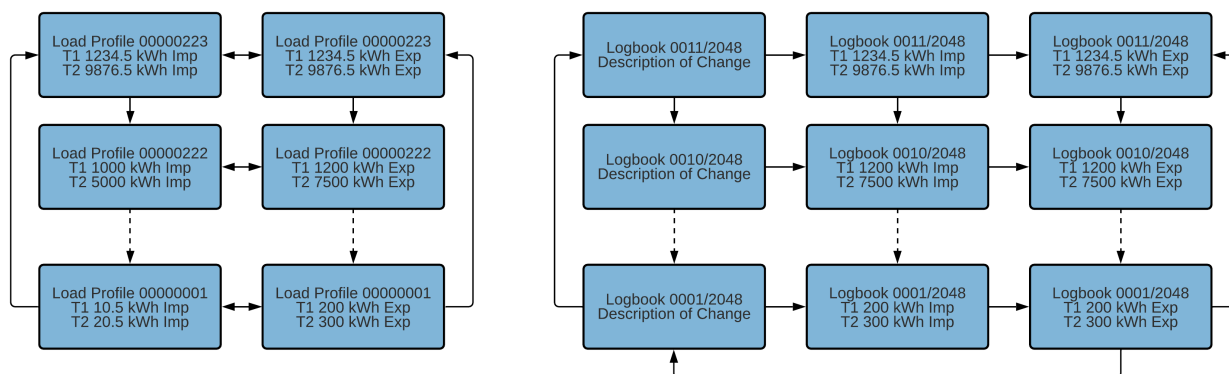 Load Profile 00000223
T1 1234.5 kWh Imp
T2 9876.5 kWh Imp
Load Profile 00000223
T1 1234.5 kWh Exp
T2 9876.5 kWh Exp
Load Profile 00000222
T1 1000 kWh Imp
T2 5000 kWh Imp
Load Profile 00000222
T1 1200 kWh Exp
T2 7500 kWh Exp
Load Profile 00000001
T1 10.5 kWh Imp
T2 20.5 kWh Imp
Load Profile 00000001
T1 200 kWh Exp
T2 300 kWh Exp
Logbook 0011/2048
Description of Change
Logbook 0011/2048
T1 1234.5 kWh Imp
T2 9876.5 kWh Imp
Logbook 0011/2048
T1 1234.5 kWh Exp
T2 9876.5 kWh Exp
Logbook 0010/2048
Description of Change
Logbook 0010/2048
T1 1200 kWh Imp
T2 7500 kWh Imp
Logbook 0010/2048
T1 1200 kWh Exp
T2 7500 kWh Exp
Logbook 0001/2048
Description of Change
Logbook 0001/2048
T1 200 kWh Imp
T2 300 kWh Imp
Logbook 0001/2048
T1 200 kWh Exp
T2 300 kWh Exp